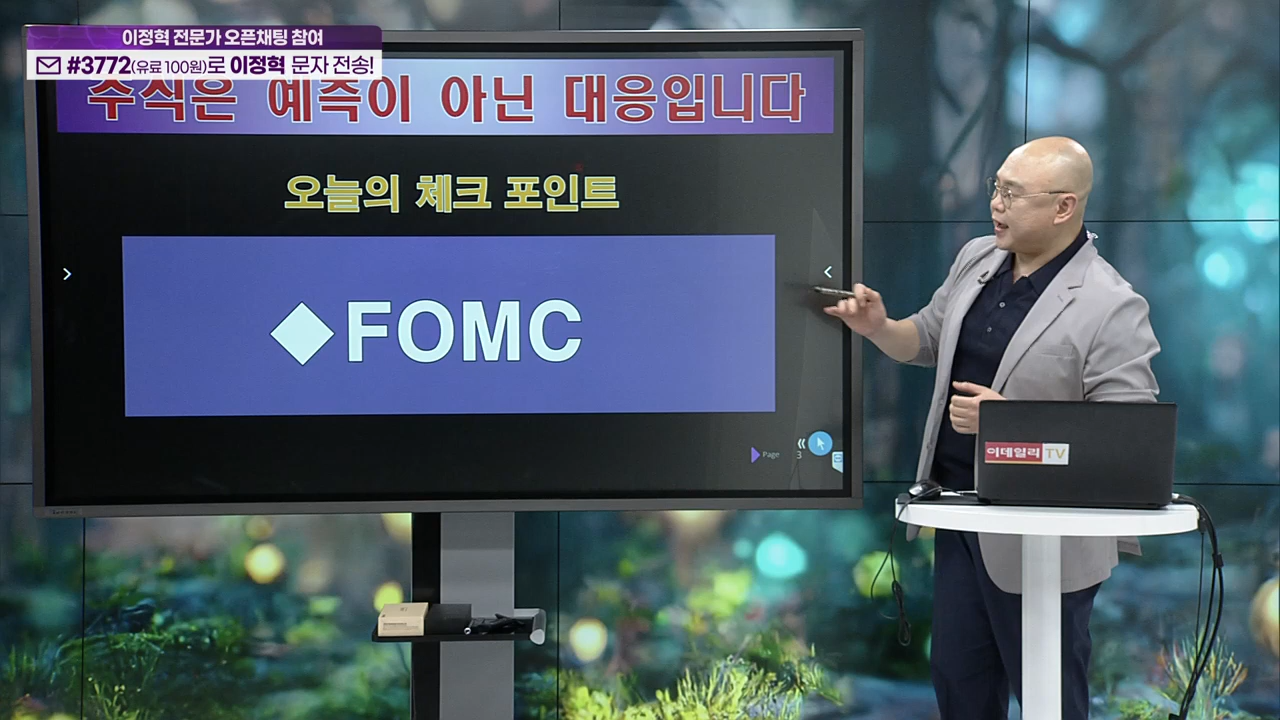 이정혁 전문가 오픈채팅 참여
#3772(유료 100원)로 이정혁 문자 전송!
주식은 예측이 아닌 대응입니다
오늘의 체크 포인트
◆FOMC
Page 3
이데일리 TV